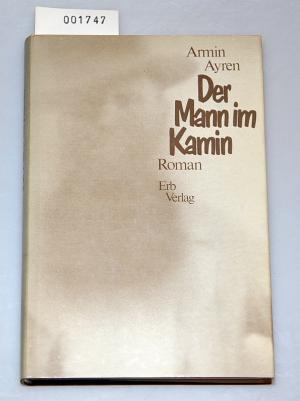 001747
Armin
Ayren
Der
Mann im
Kamin
Roman
Erb
Verlag